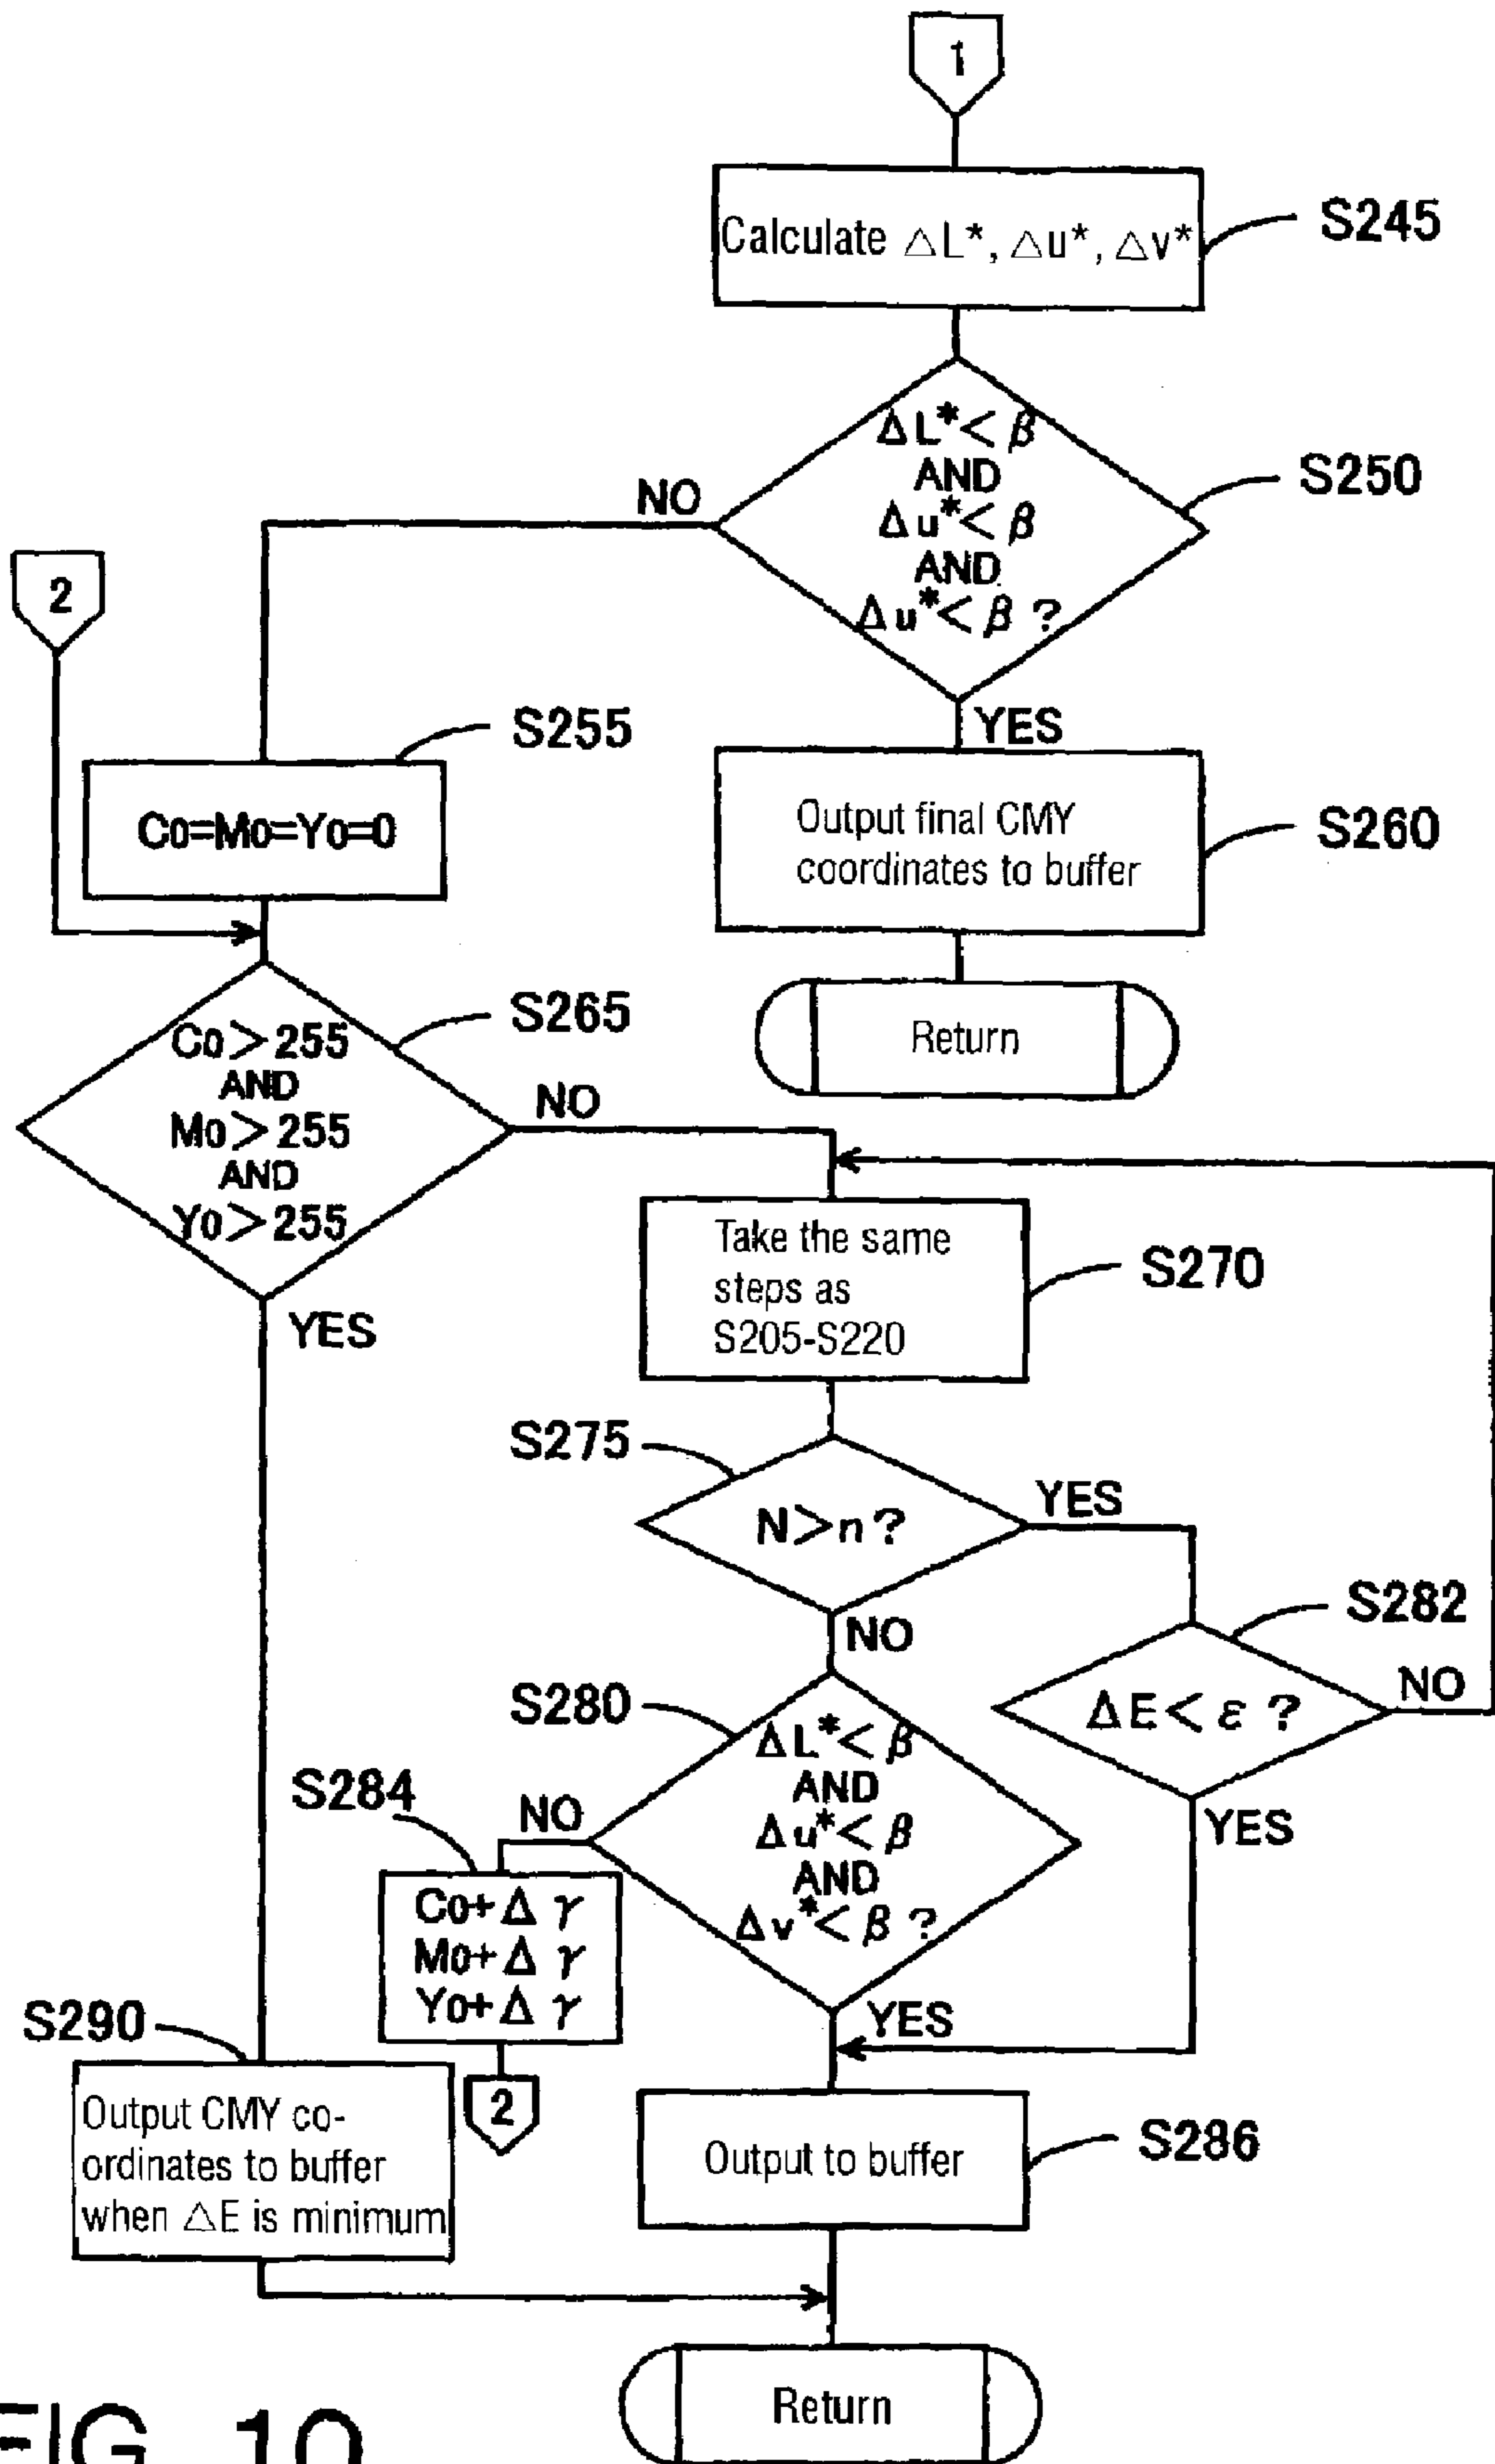 1
Calculate △L*, △u*, △v*
S245
ΔL*< β
AND
Δu*< β
AND
Δu*< β ?
S250
NO
2
YES
S255
Co=Mo=Yo=0
Output final CMY
coordinates to buffer
S260
Return
S265
Co>255
AND
Mo>255
AND
Yo>255
NO
YES
Take the same
steps as
S205-S220
S270
S275
N>n?
YES
NO
S282
ΔE< ε ?
NO
YES
S280
ΔL*< β
AND
Δu*< β
AND
Δv*< β ?
NO
YES
S284
Co+Δ γ
Mo+Δ γ
Yo+Δ γ
2
S290
Output CMY co-
ordinates to buffer
when △E is minimum
Output to buffer
S286
Return
FIG. 10